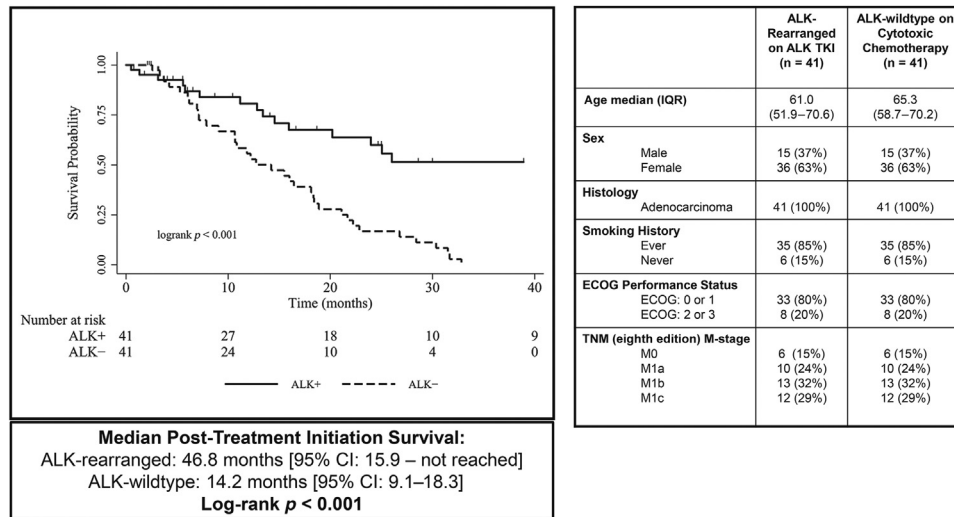 1.00
0.75
0.50
0.25
0.00
Survival Probability
logrank p < 0.001
0 10 20 30 40
Time (months)
Number at risk
ALK+ 41 27 18 10 9
ALK− 41 24 10 4 0
ALK+ ALK−
Median Post-Treatment Initiation Survival:
ALK-rearranged: 46.8 months [95% CI: 15.9 – not reached]
ALK-wildtype: 14.2 months [95% CI: 9.1–18.3]
Log-rank p < 0.001
ALK-Rearranged on ALK TKI (n = 41) ALK-wildtype on Cytotoxic Chemotherapy (n = 41)
Age median (IQR) 61.0 (51.9–70.6) 65.3 (58.7–70.2)
Sex
Male 15 (37%) 15 (37%)
Female 36 (63%) 36 (63%)
Histology
Adenocarcinoma 41 (100%) 41 (100%)
Smoking History
Ever 35 (85%) 35 (85%)
Never 6 (15%) 6 (15%)
ECOG Performance Status
ECOG: 0 or 1 33 (80%) 33 (80%)
ECOG: 2 or 3 8 (20%) 8 (20%)
TNM (eighth edition) M-stage
M0 6 (15%) 6 (15%)
M1a 10 (24%) 10 (24%)
M1b 13 (32%) 13 (32%)
M1c 12 (29%) 12 (29%)